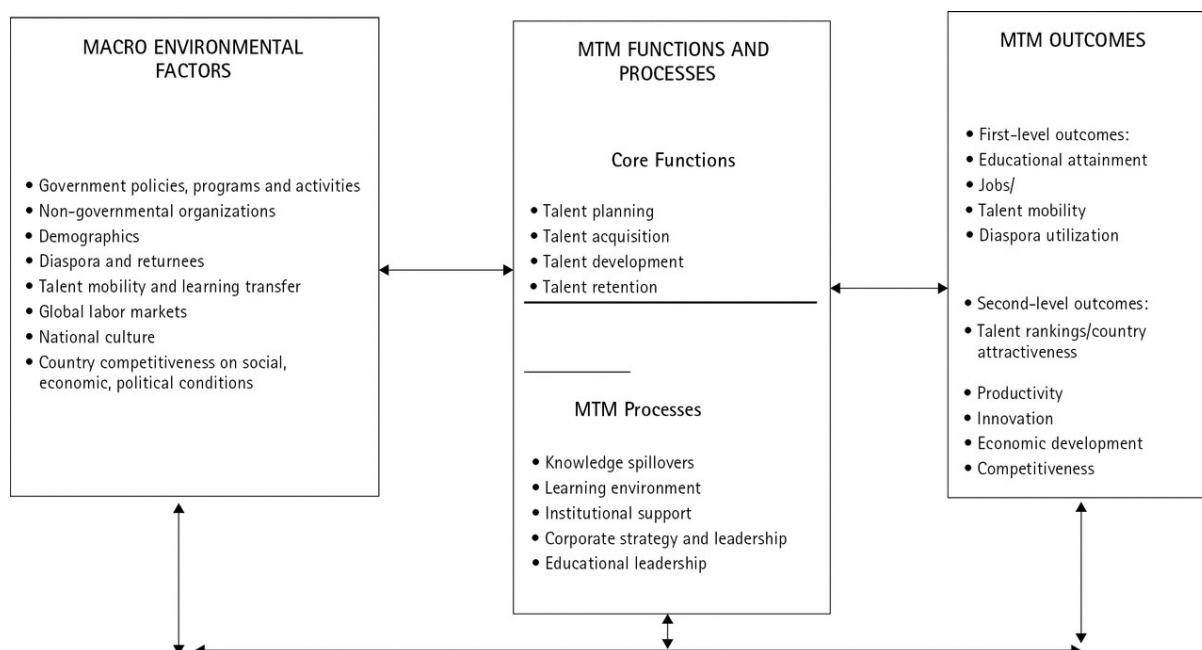 MACRO ENVIRONMENTAL
FACTORS
• Government policies, programs and activities
• Non-governmental organizations
• Demographics
• Diaspora and returnees
• Talent mobility and learning transfer
• Global labor markets
• National culture
• Country competitiveness on social,
economic, political conditions
MTM FUNCTIONS AND
PROCESSES
Core Functions
• Talent planning
• Talent acquisition
• Talent development
• Talent retention
MTM Processes
• Knowledge spillovers
• Learning environment
• Institutional support
• Corporate strategy and leadership
• Educational leadership
MTM OUTCOMES
• First-level outcomes:
• Educational attainment
• Jobs/
• Talent mobility
• Diaspora utilization
• Second-level outcomes:
• Talent rankings/country
attractiveness
• Productivity
• Innovation
• Economic development
• Competitiveness